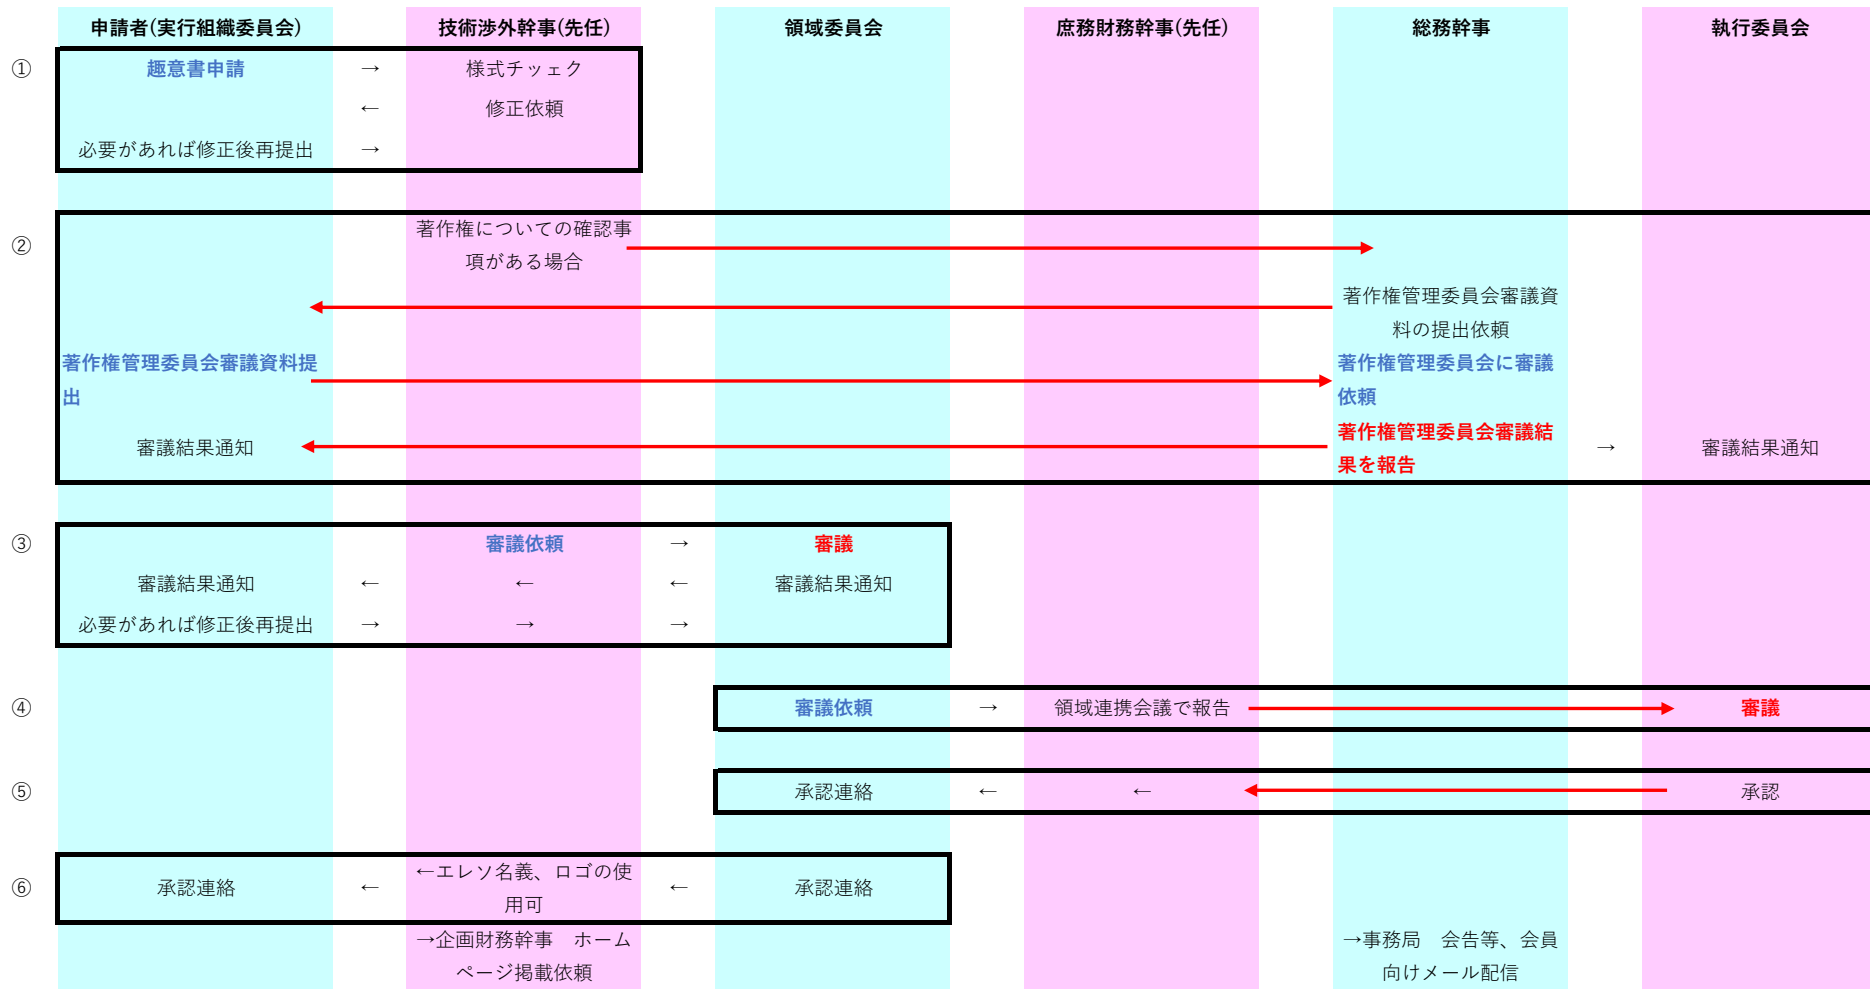 申請者(実行組織委員会) 技術渉外幹事(先任) 領域委員会 庶務財務幹事(先任) 総務幹事 執行委員会
① 趣意書申請 → 様式チッェク
← 修正依頼
必要があれば修正後再提出 →
② 著作権についての確認事
項がある場合
著作権管理委員会審議資
料の提出依頼
著作権管理委員会審議資料提
出
著作権管理委員会に審議
依頼
審議結果通知
著作権管理委員会審議結
果を報告
→ 審議結果通知
③ 審議依頼 → 審議
審議結果通知 ← ← ← 審議結果通知
必要があれば修正後再提出 → → →
④ 審議依頼 → 領域連携会議で報告 審議
⑤ 承認連絡 ← ← 承認
⑥ 承認連絡 ← ←エレソ名義、ロゴの使
用可
← 承認連絡
→企画財務幹事　ホーム
ページ掲載依頼
→事務局　会告等、会員
向けメール配信